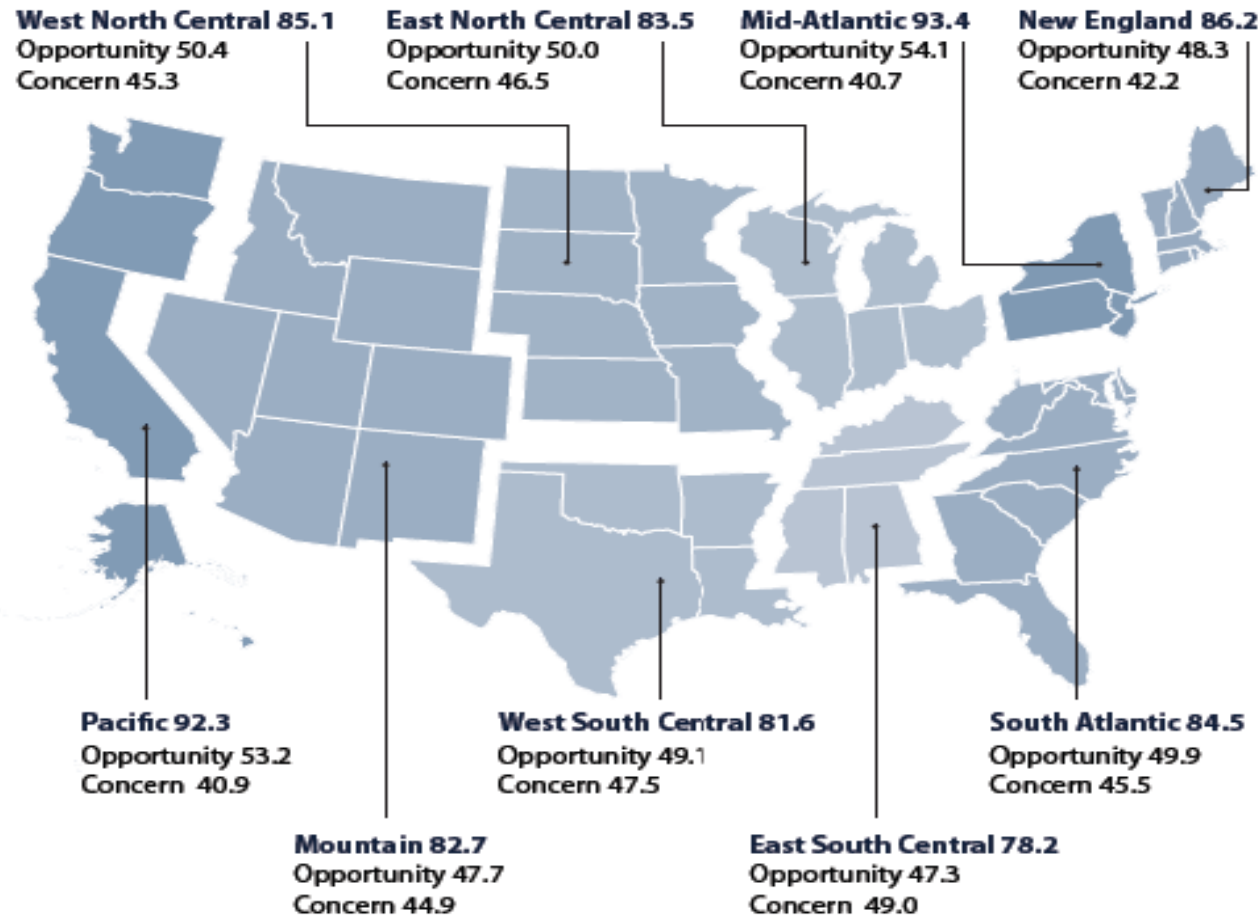 West North Central 85.1
Opportunity 50.4
Concern 45.3
East North Central 83.5
Opportunity 50.0
Concern 46.5
Mid-Atlantic 93.4
Opportunity 54.1
Concern 40.7
New England 86.2
Opportunity 48.3
Concern 42.2
Pacific 92.3
Opportunity 53.2
Concern 40.9
West South Central 81.6
Opportunity 49.1
Concern 47.5
South Atlantic 84.5
Opportunity 49.9
Concern 45.5
Mountain 82.7
Opportunity 47.7
Concern 44.9
East South Central 78.2
Opportunity 47.3
Concern 49.0